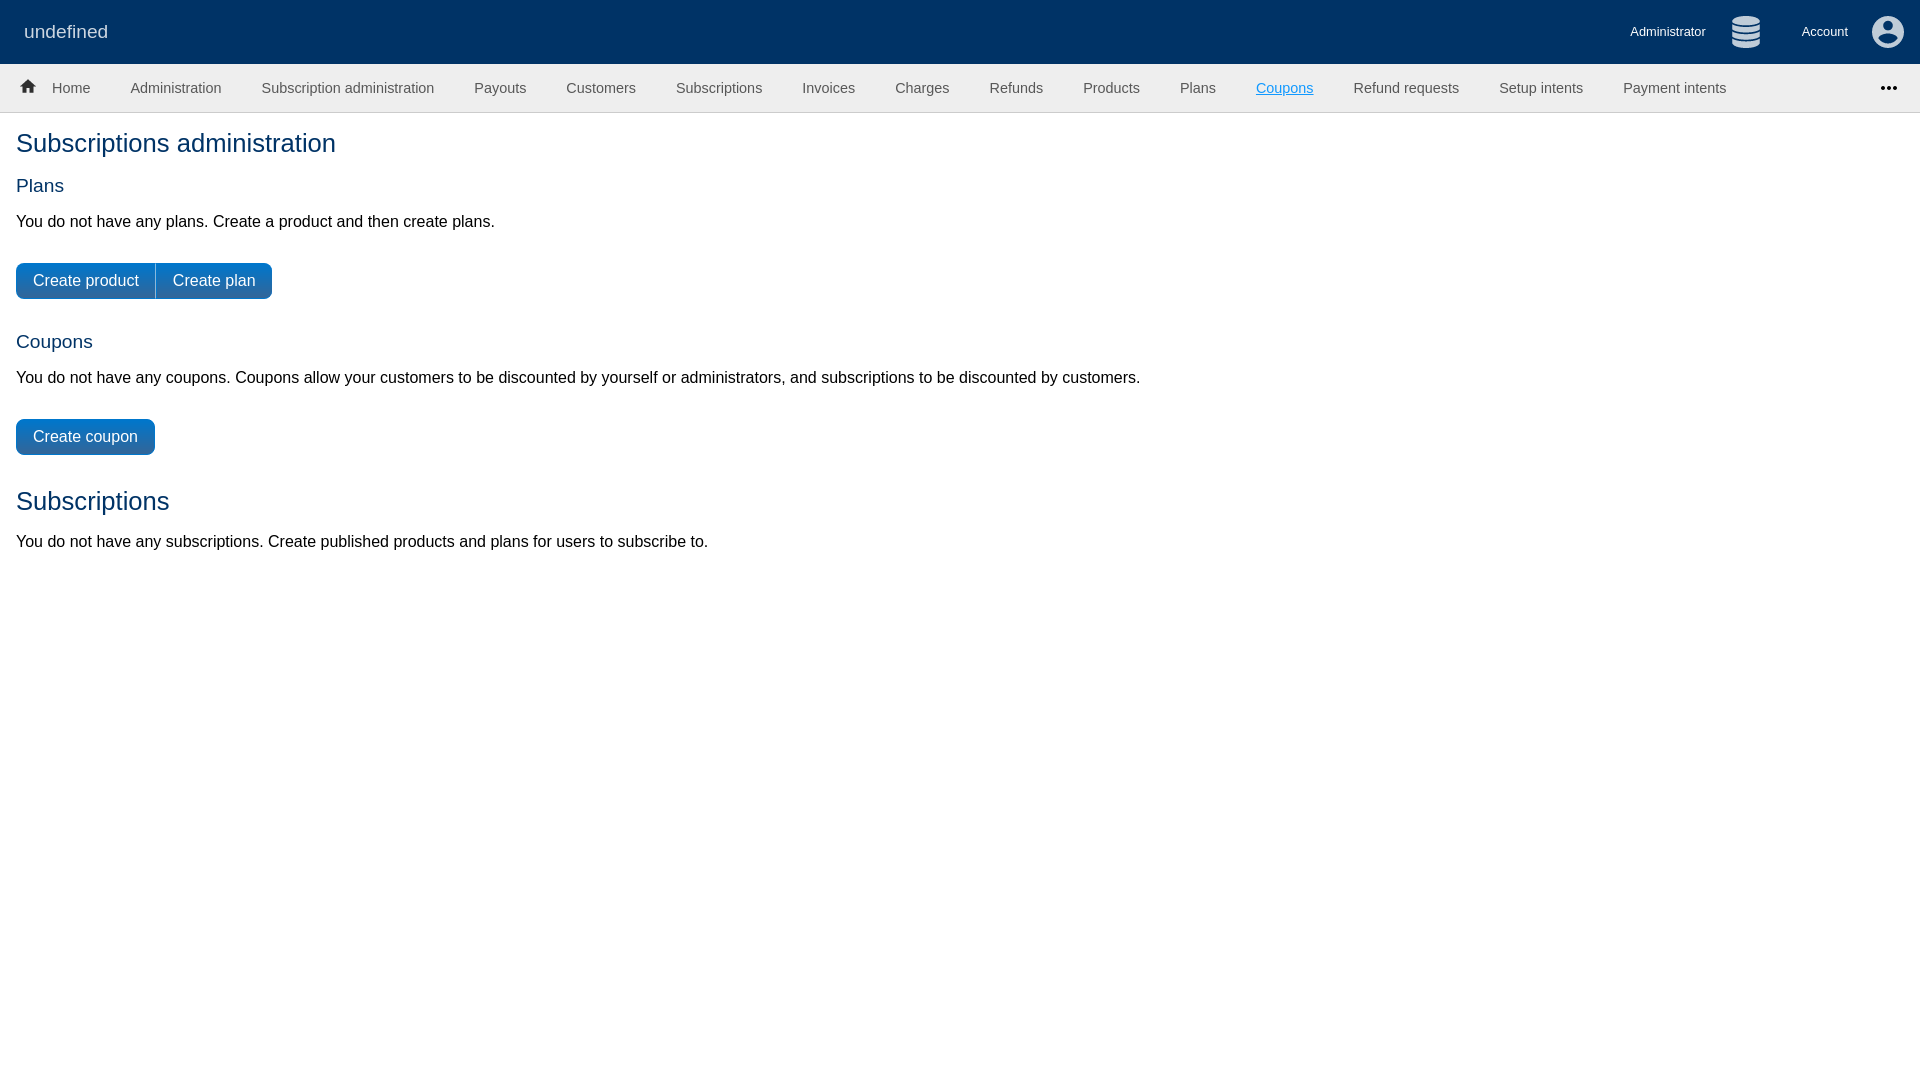 undefined
Administrator
Account
Home Administration Subscription administration Payouts Customers Subscriptions Invoices Charges Refunds Products Plans Coupons Refund requests Setup intents Payment intents
Subscriptions administration
Plans
You do not have any plans. Create a product and then create plans.
Create product Create plan
Coupons
You do not have any coupons. Coupons allow your customers to be discounted by yourself or administrators, and subscriptions to be discounted by customers.
Create coupon
Subscriptions
You do not have any subscriptions. Create published products and plans for users to subscribe to.